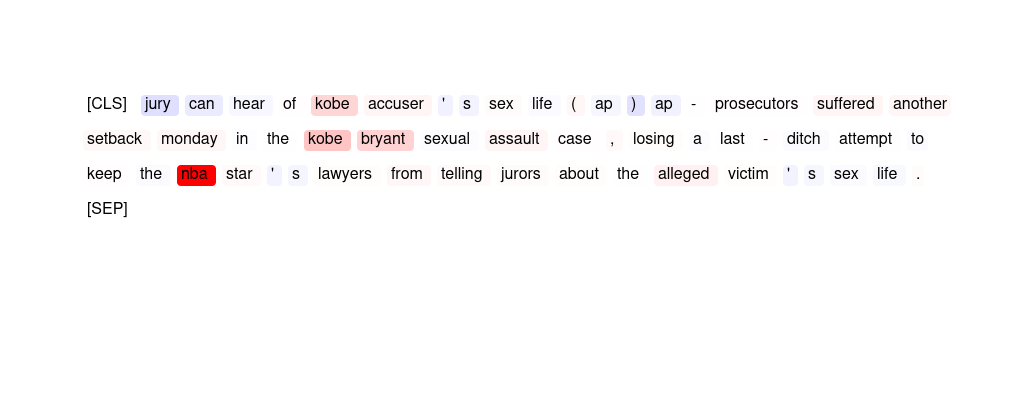 [CLS] jury can hear of kobe accuser ' s sex life ( ap ) ap - prosecutors suffered another
setback monday in the kobe bryant sexual assault case , losing a last - ditch attempt to
keep the nba star ' s lawyers from telling jurors about the alleged victim ' s sex life .
[SEP]